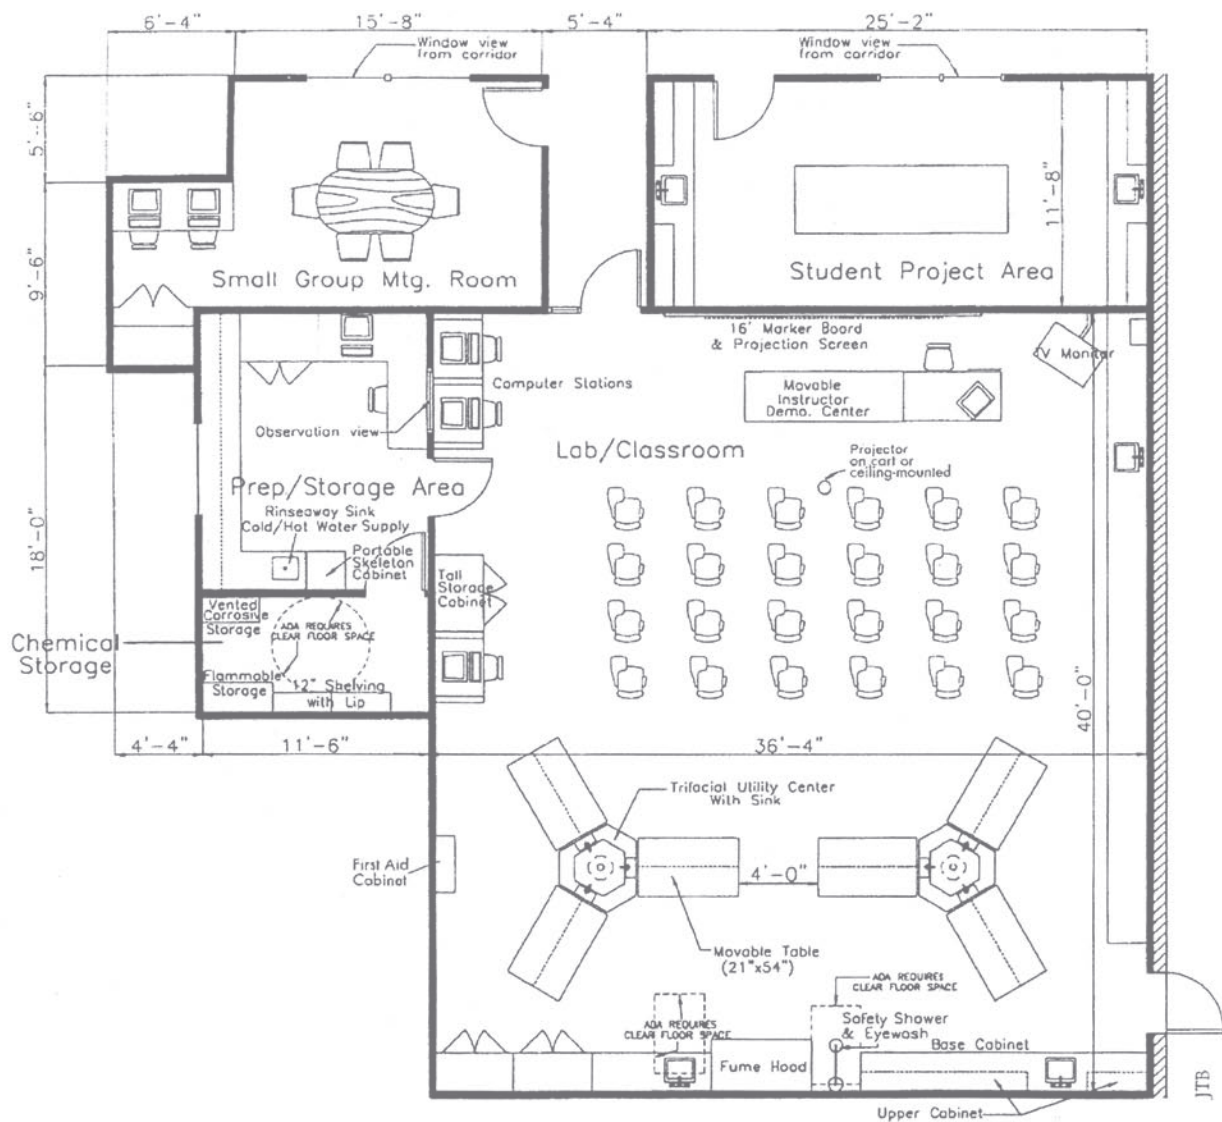 6'-4"
15'-8"
5'-4"
25'-2"
Window view
from corridor
Window view
from corridor
5'-6"
9'-6"
11'-8"
Small Group Mtg. Room
Student Project Area
16' Marker Board
& Projection Screen
TV Monitor
Computer Stations
Movable
Instructor
Demo. Center
Observation view
Lab/Classroom
Projector
on cart or
ceiling-mounted
Prep/Storage Area
Rinseaway Sink
Cold/Hot Water Supply
Portable
Skeleton
Cabinet
18'-0"
Tall
Storage
Cabinet
Vented
Corrosive
Storage
ADA REQUIRES
CLEAR FLOOR SPACE
Chemical
Storage
Flammable
Storage
12" Shelving
with Lip
40'-0"
4'-4"
11'-6"
36'-4"
Trifacial Utility Center
With Sink
First Aid
Cabinet
4'-0"
Movable Table
(21"x54")
ADA REQUIRES
CLEAR FLOOR SPACE
ADA REQUIRES
CLEAR FLOOR SPACE
Safety Shower
& Eyewash
Base Cabinet
Fume Hood
Upper Cabinet
JTB